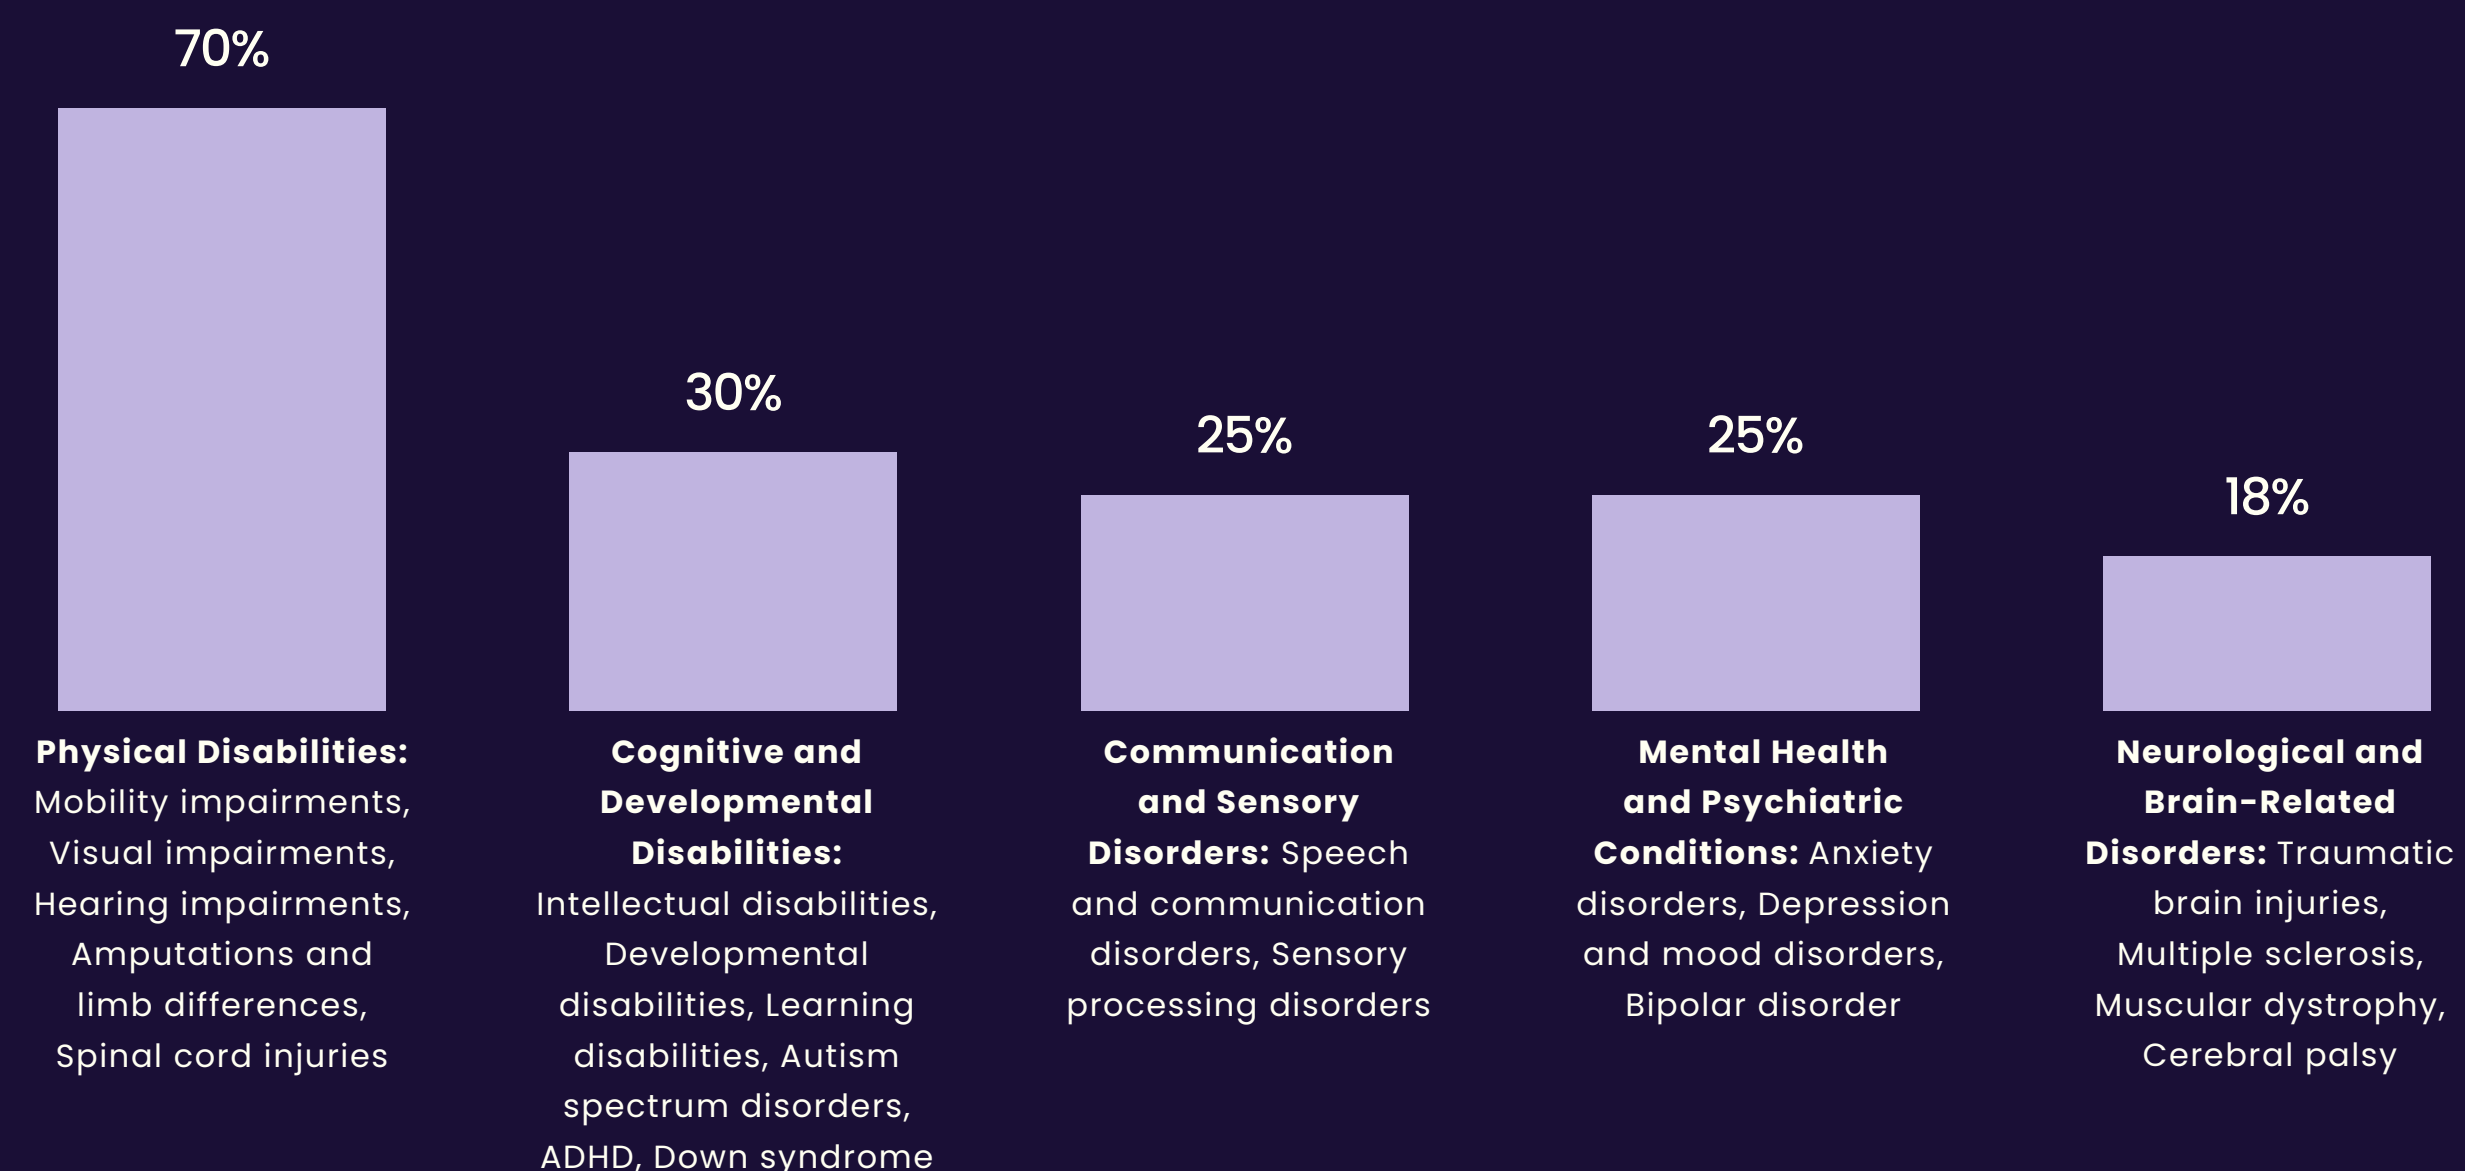 70%
Physical Disabilities:
Mobility impairments,
Visual impairments,
Hearing impairments,
Amputations and
limb differences,
Spinal cord injuries
30%
Cognitive and
Developmental
Disabilities:
Intellectual disabilities,
Developmental
disabilities, Learning
disabilities, Autism
spectrum disorders,
ADHD, Down syndrome
25%
Communication
and Sensory
Disorders: Speech
and communication
disorders, Sensory
processing disorders
25%
Mental Health
and Psychiatric
Conditions: Anxiety
disorders, Depression
and mood disorders,
Bipolar disorder
18%
Neurological and
Brain-Related
Disorders: Traumatic
brain injuries,
Multiple sclerosis,
Muscular dystrophy,
Cerebral palsy